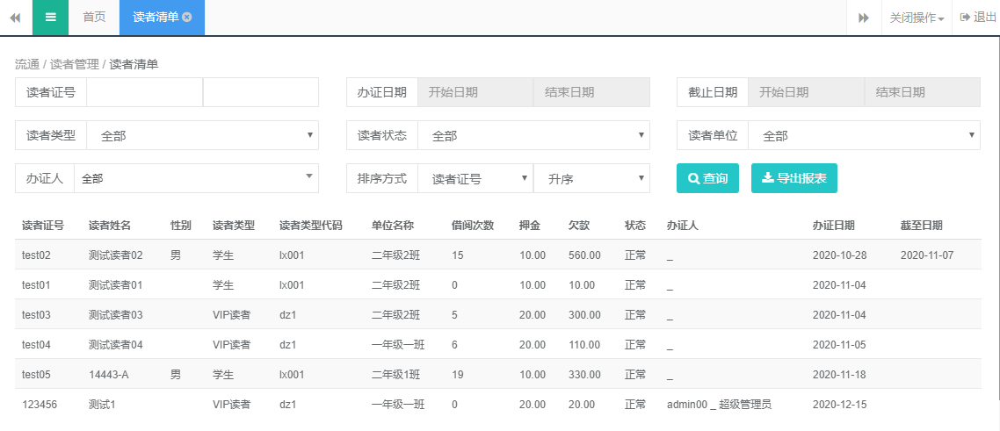 首页 读者清单 关闭操作 退出
流通 / 读者管理 / 读者清单
读者证号 办证日期 开始日期 结束日期 截止日期 开始日期 结束日期
读者类型 全部 读者状态 全部 读者单位 全部
办证人 全部 排序方式 读者证号 升序 查询 导出报表
读者证号 读者姓名 性别 读者类型 读者类型代码 单位名称 借阅次数 押金 欠款 状态 办证人 办证日期 截至日期
test02 测试读者02 男 学生 lx001 二年级2班 15 10.00 560.00 正常 _ 2020-10-28 2020-11-07
test01 测试读者01 学生 lx001 二年级2班 0 10.00 10.00 正常 _ 2020-11-04
test03 测试读者03 VIP读者 dz1 二年级2班 5 20.00 300.00 正常 _ 2020-11-04
test04 测试读者04 VIP读者 dz1 一年级一班 6 20.00 110.00 正常 _ 2020-11-05
test05 14443-A 男 学生 lx001 二年级1班 19 10.00 330.00 正常 _ 2020-11-18
123456 测试1 VIP读者 dz1 一年级一班 0 20.00 20.00 正常 admin00 _ 超级管理员 2020-12-15